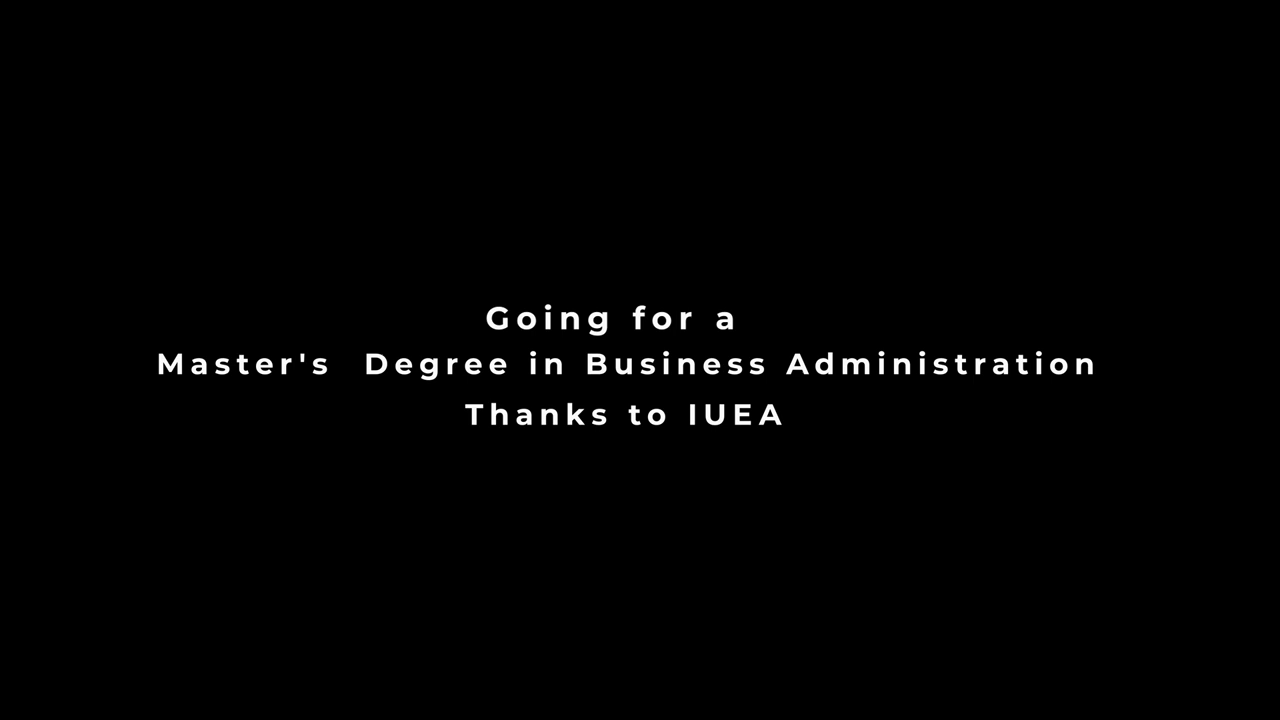 Going for a
Master's  Degree in Business Administration
Thanks to IUEA